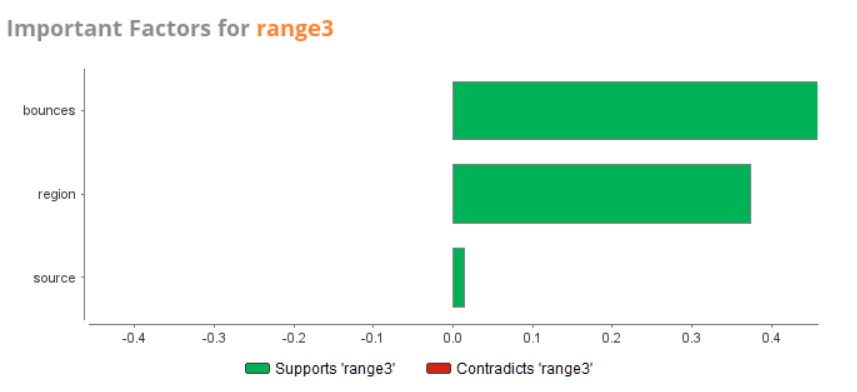 Important Factors for range3
bounces
region
source
-0.4 -0.3 -0.2 -0.1 0.0 0.1 0.2 0.3 0.4
Supports 'range3' Contradicts 'range3'